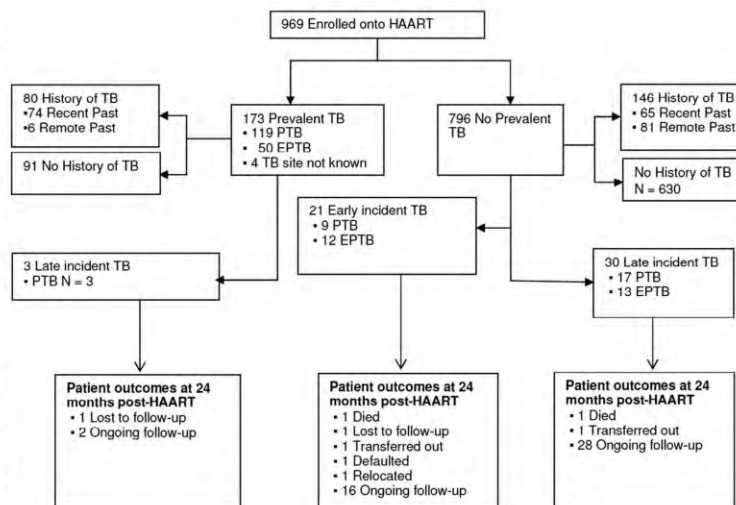 969 Enrolled onto HAART
80 History of TB
▪74 Recent Past
▪6 Remote Past
91 No History of TB
173 Prevalent TB
▪ 119 PTB
▪ 50 EPTB
▪ 4 TB site not known
796 No Prevalent
TB
146 History of TB
▪ 65 Recent Past
▪ 81 Remote Past
No History of TB
N = 630
21 Early incident TB
▪ 9 PTB
▪ 12 EPTB
3 Late incident TB
▪ PTB N = 3
30 Late incident TB
▪ 17 PTB
▪ 13 EPTB
Patient outcomes at 24
months post-HAART
▪ 1 Lost to follow-up
▪ 2 Ongoing follow-up
Patient outcomes at 24
months post-HAART
▪ 1 Died
▪ 1 Lost to follow-up
▪ 1 Transferred out
▪ 1 Defaulted
▪ 1 Relocated
▪ 16 Ongoing follow-up
Patient outcomes at 24
months post-HAART
▪ 1 Died
▪ 1 Transferred out
▪ 28 Ongoing follow-up